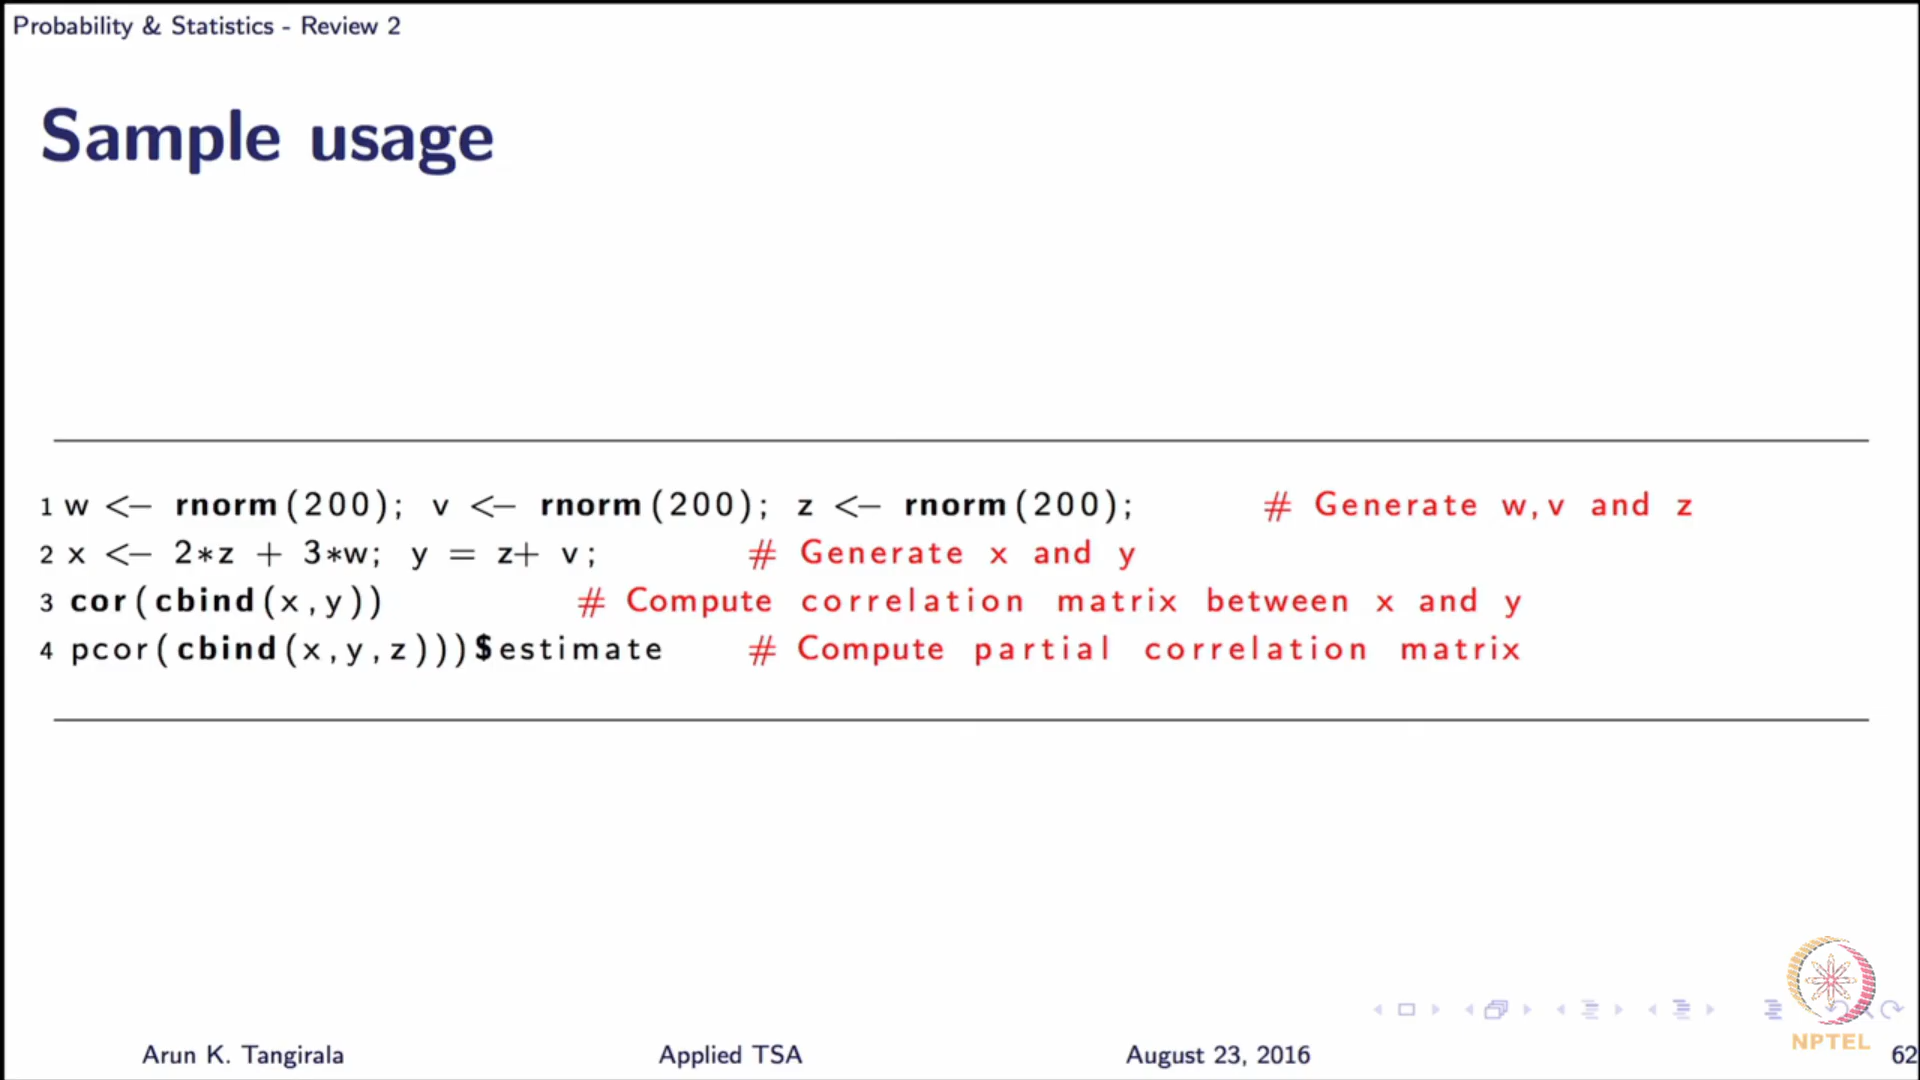 Probability & Statistics - Review 2
Sample usage
1 w <- rnorm(200); v <- rnorm(200); z <- rnorm(200); # Generate w,v and z
2 x <- 2*z + 3*w; y = z+ v; # Generate x and y
3 cor(cbind(x,y)) # Compute correlation matrix between x and y
4 pcor(cbind(x,y,z)))$estimate # Compute partial correlation matrix
NPTEL
Arun K. Tangirala Applied TSA August 23, 2016 62